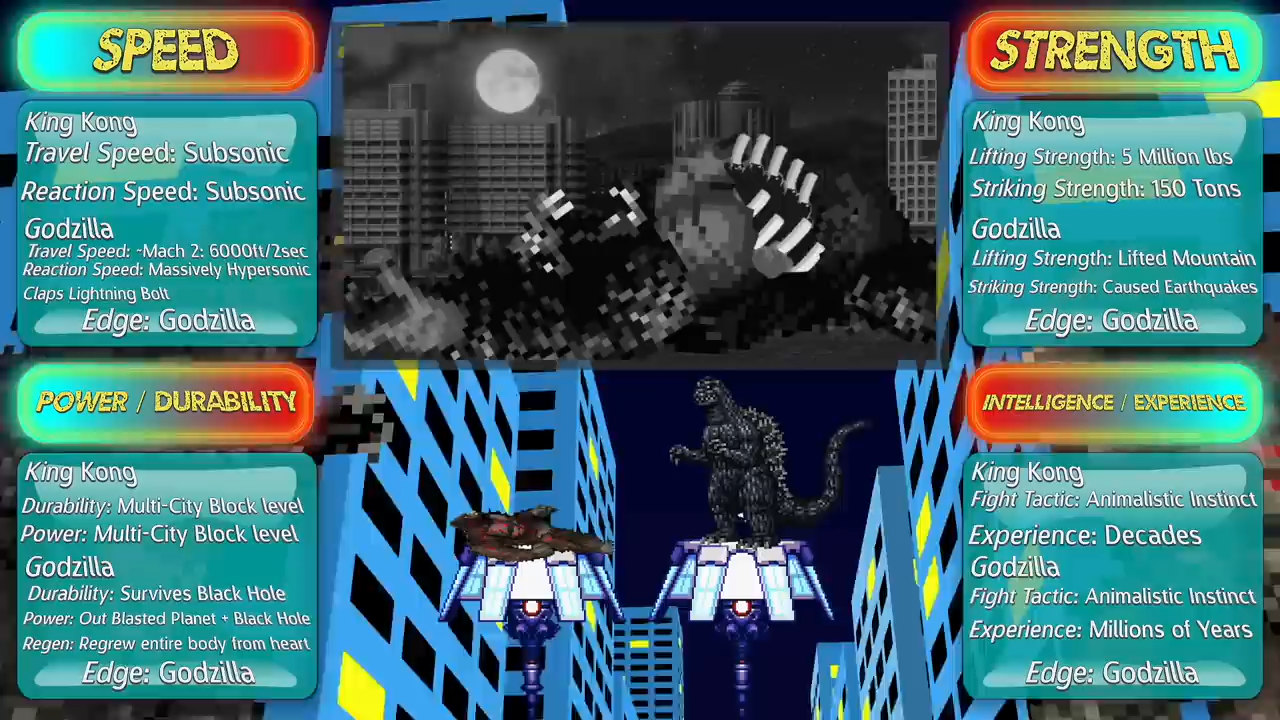 SPEED
King Kong
Travel Speed: Subsonic
Reaction Speed: Subsonic
Godzilla
Travel Speed: ~Mach 2: 6000ft/2sec
Reaction Speed: Massively Hypersonic
Claps Lightning Bolt
Edge: Godzilla
STRENGTH
King Kong
Lifting Strength: 5 Million lbs
Striking Strength: 150 Tons
Godzilla
Lifting Strength: Lifted Mountain
Striking Strength: Caused Earthquakes
Edge: Godzilla
POWER / DURABILITY
King Kong
Durability: Multi-City Block level
Power: Multi-City Block level
Godzilla
Durability: Survives Black Hole
Power: Out Blasted Planet + Black Hole
Regen: Regrew entire body from heart
Edge: Godzilla
INTELLIGENCE / EXPERIENCE
King Kong
Fight Tactic: Animalistic Instinct
Experience: Decades
Godzilla
Fight Tactic: Animalistic Instinct
Experience: Millions of Years
Edge: Godzilla